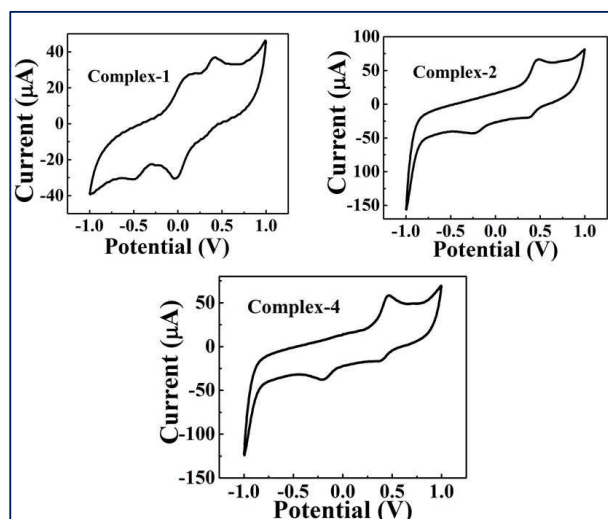 Complex-1
Current (μA)
40
20
0
-20
-40
-1.0 -0.5 0.0 0.5 1.0
Potential (V)
Complex-2
Current (μA)
100
50
0
-50
-100
-150
-1.0 -0.5 0.0 0.5 1.0
Potential (V)
Complex-4
Current (μA)
50
0
-50
-100
-150
-1.0 -0.5 0.0 0.5 1.0
Potential (V)